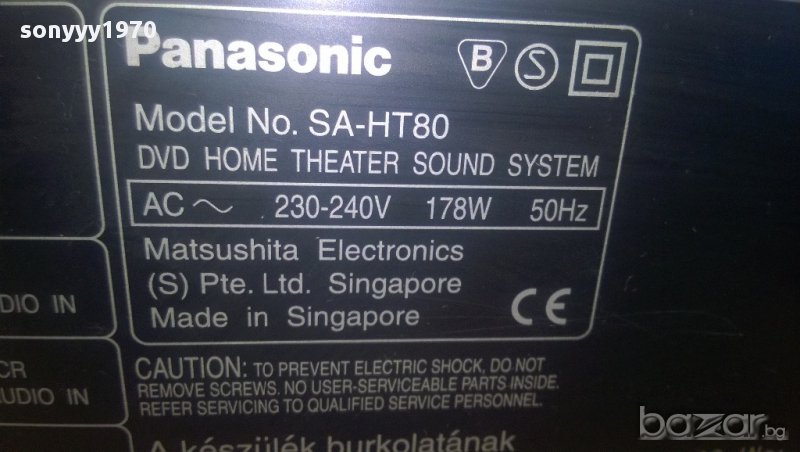 sonyyy1970
Panasonic
B S
Model No. SA-HT80
DVD HOME THEATER SOUND SYSTEM
AC ~ 230-240V 178W 50Hz
Matsushita Electronics
(S) Pte. Ltd. Singapore
Made in Singapore
CE
DIO IN
CR
UDIO IN
CAUTION: TO PREVENT ELECTRIC SHOCK, DO NOT
REMOVE SCREWS. NO USER-SERVICEABLE PARTS INSIDE.
REFER SERVICING TO QUALIFIED SERVICE PERSONNEL.
A készülék burkolatának
bazar.bg